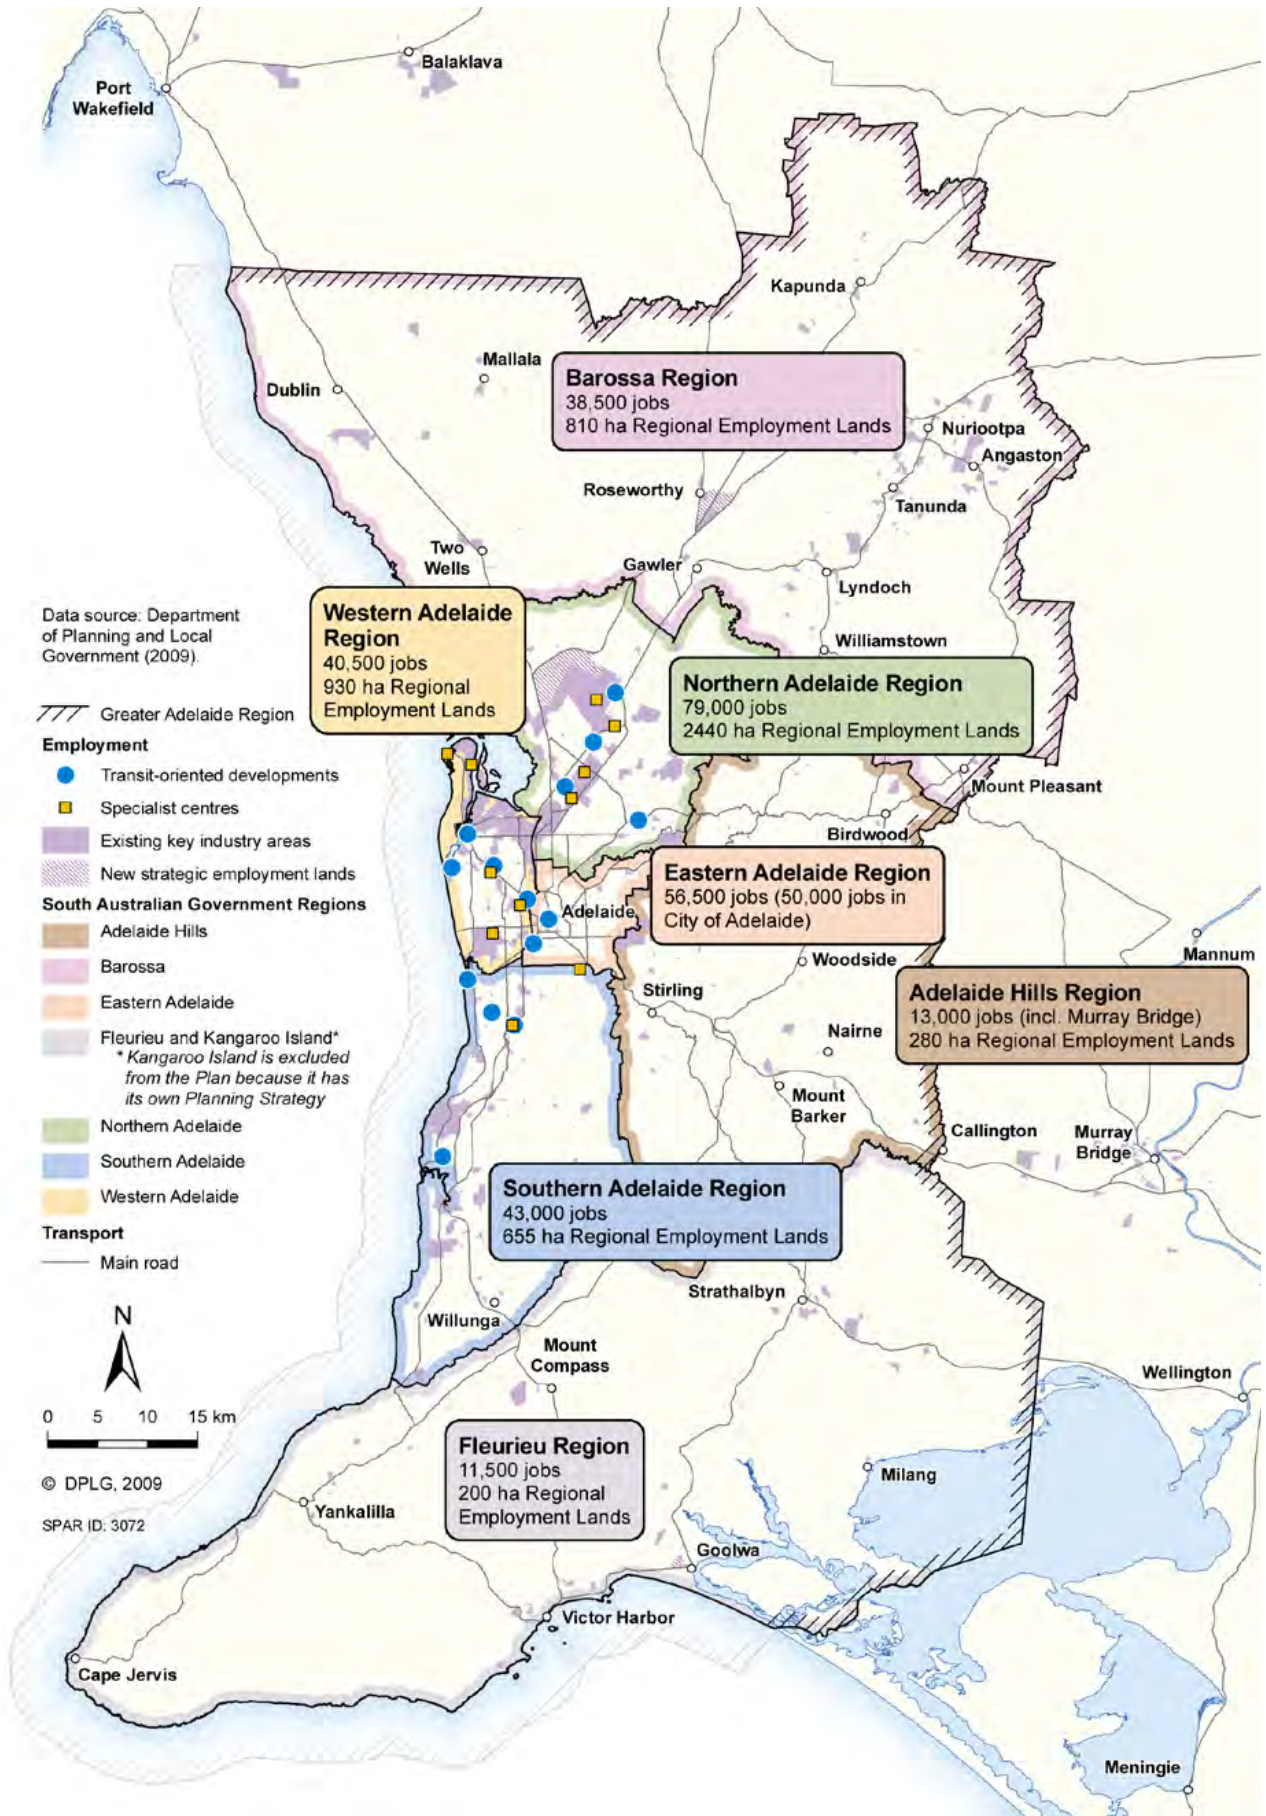 Balaklava
Port
Wakefield
Kapunda
Mallala
Dublin
Barossa Region
38,500 jobs
810 ha Regional Employment Lands
Nuriootpa
Angaston
Roseworthy
Tanunda
Two
Wells
Gawler
Lyndoch
Williamstown
Western Adelaide
Region
40,500 jobs
930 ha Regional
Employment Lands
Northern Adelaide Region
79,000 jobs
2440 ha Regional Employment Lands
Mount Pleasant
Birdwood
Eastern Adelaide Region
56,500 jobs (50,000 jobs in
City of Adelaide)
Adelaide
Mannum
Woodside
Stirling
Adelaide Hills Region
13,000 jobs (incl. Murray Bridge)
280 ha Regional Employment Lands
Nairne
Mount
Barker
Callington
Murray
Bridge
Southern Adelaide Region
43,000 jobs
655 ha Regional Employment Lands
Strathalbyn
Willunga
Mount
Compass
Wellington
Fleurieu Region
11,500 jobs
200 ha Regional
Employment Lands
Milang
Yankalilla
Goolwa
Victor Harbor
Cape Jervis
Meningie
Data source: Department
of Planning and Local
Government (2009).
Greater Adelaide Region
Employment
Transit-oriented developments
Specialist centres
Existing key industry areas
New strategic employment lands
South Australian Government Regions
Adelaide Hills
Barossa
Eastern Adelaide
Fleurieu and Kangaroo Island*
* Kangaroo Island is excluded
from the Plan because it has
its own Planning Strategy
Northern Adelaide
Southern Adelaide
Western Adelaide
Transport
Main road
N
0 5 10 15 km
© DPLG, 2009
SPAR ID: 3072